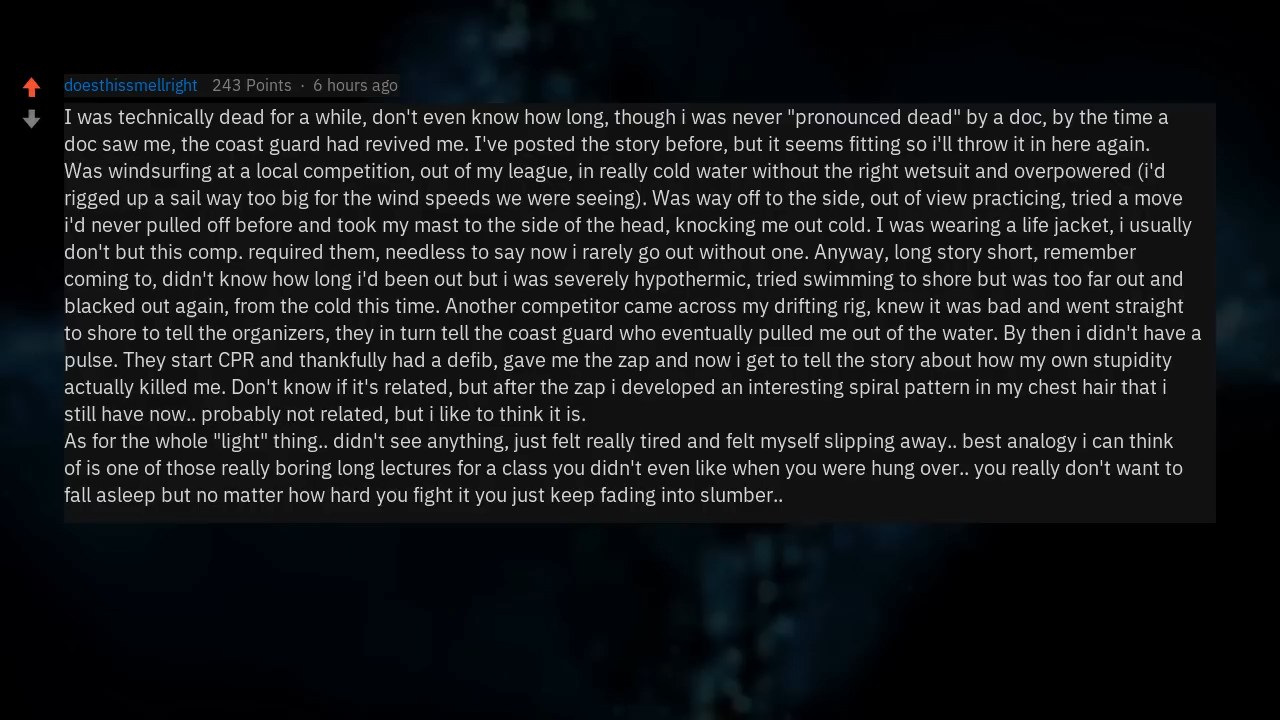 doesthissmellright 243 Points · 6 hours ago
I was technically dead for a while, don't even know how long, though i was never "pronounced dead" by a doc, by the time a
doc saw me, the coast guard had revived me. I've posted the story before, but it seems fitting so i'll throw it in here again.
Was windsurfing at a local competition, out of my league, in really cold water without the right wetsuit and overpowered (i'd
rigged up a sail way too big for the wind speeds we were seeing). Was way off to the side, out of view practicing, tried a move
i'd never pulled off before and took my mast to the side of the head, knocking me out cold. I was wearing a life jacket, i usually
don't but this comp. required them, needless to say now i rarely go out without one. Anyway, long story short, remember
coming to, didn't know how long i'd been out but i was severely hypothermic, tried swimming to shore but was too far out and
blacked out again, from the cold this time. Another competitor came across my drifting rig, knew it was bad and went straight
to shore to tell the organizers, they in turn tell the coast guard who eventually pulled me out of the water. By then i didn't have a
pulse. They start CPR and thankfully had a defib, gave me the zap and now i get to tell the story about how my own stupidity
actually killed me. Don't know if it's related, but after the zap i developed an interesting spiral pattern in my chest hair that i
still have now.. probably not related, but i like to think it is.
As for the whole "light" thing.. didn't see anything, just felt really tired and felt myself slipping away.. best analogy i can think
of is one of those really boring long lectures for a class you didn't even like when you were hung over.. you really don't want to
fall asleep but no matter how hard you fight it you just keep fading into slumber..